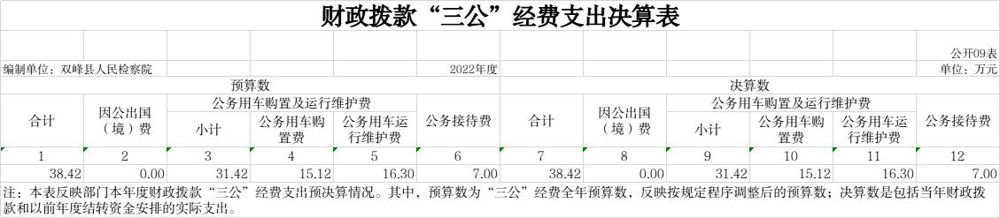 财政拨款“三公”经费支出决算表
公开09表
编制单位：双峰县人民检察院 2022年度 单位：万元
预算数 决算数
合计 因公出国（境）费 公务用车购置及运行维护费 公务接待费 合计 因公出国（境）费 公务用车购置及运行维护费 公务接待费
小计 公务用车购置费 公务用车运行维护费 小计 公务用车购置费 公务用车运行维护费
1 2 3 4 5 6 7 8 9 10 11 12
38.42 0.00 31.42 15.12 16.30 7.00 38.42 0.00 31.42 15.12 16.30 7.00
注：本表反映部门本年度财政拨款“三公”经费支出预决算情况。其中，预算数为“三公”经费全年预算数，反映按规定程序调整后的预算数；决算数是包括当年财政拨
款和以前年度结转资金安排的实际支出。